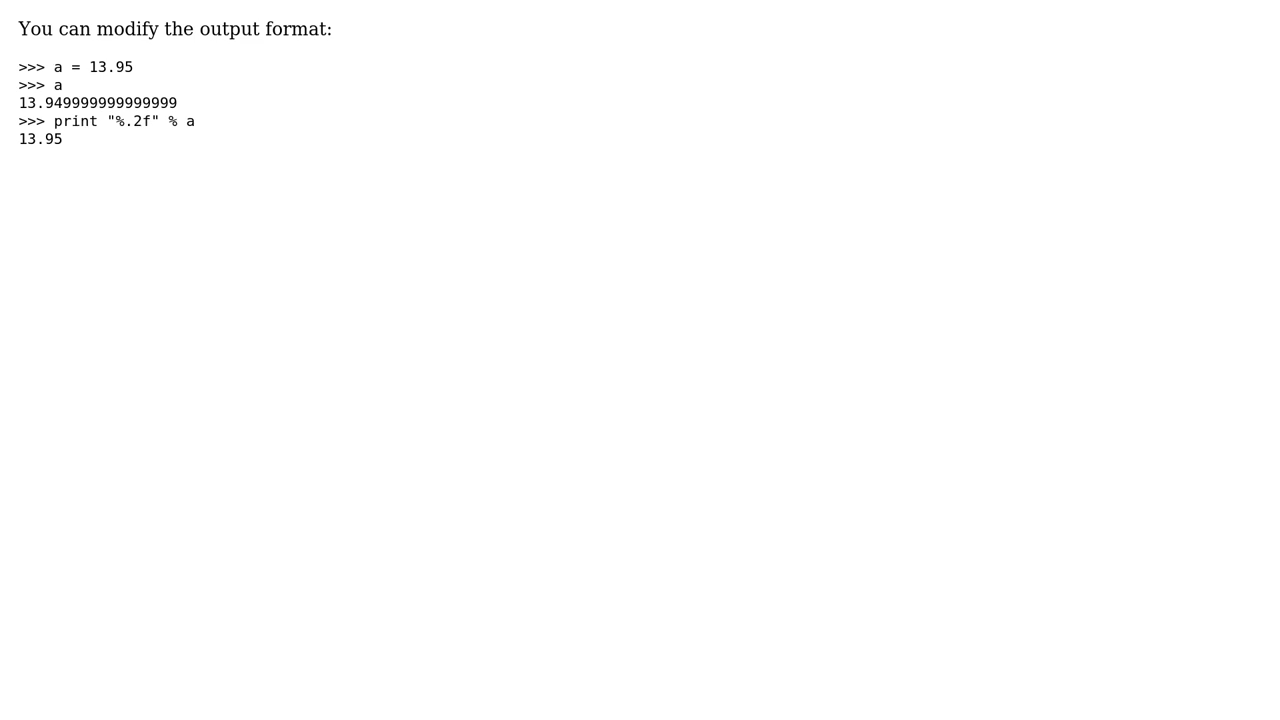 You can modify the output format:
>>> a = 13.95
>>> a
13.949999999999999
>>> print "%.2f" % a
13.95